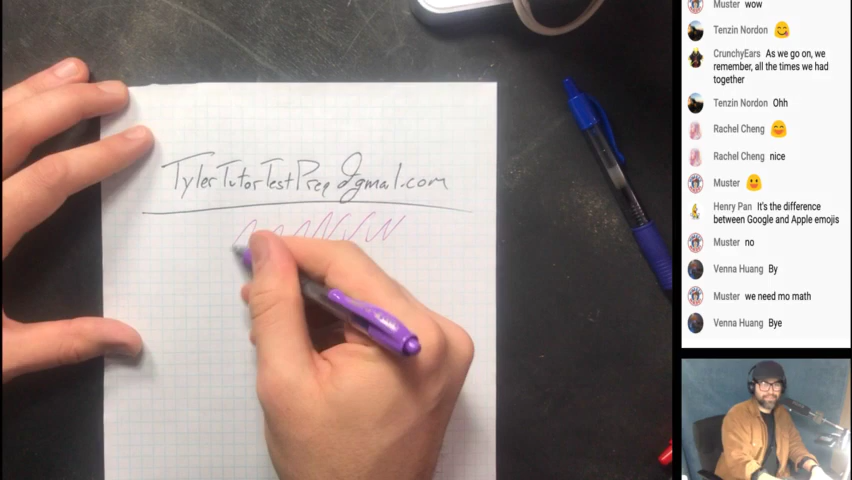 TylerTutorTestPrep@gmail.com
Muster wow
Tenzin Nordon 😋
CrunchyEars As we go on, we
remember, all the times we had
together
Tenzin Nordon Ohh
Rachel Cheng 😄
Rachel Cheng nice
Muster 😃
Henry Pan It's the difference
between Google and Apple emojis
Muster no
Venna Huang By
Muster we need mo math
Venna Huang Bye